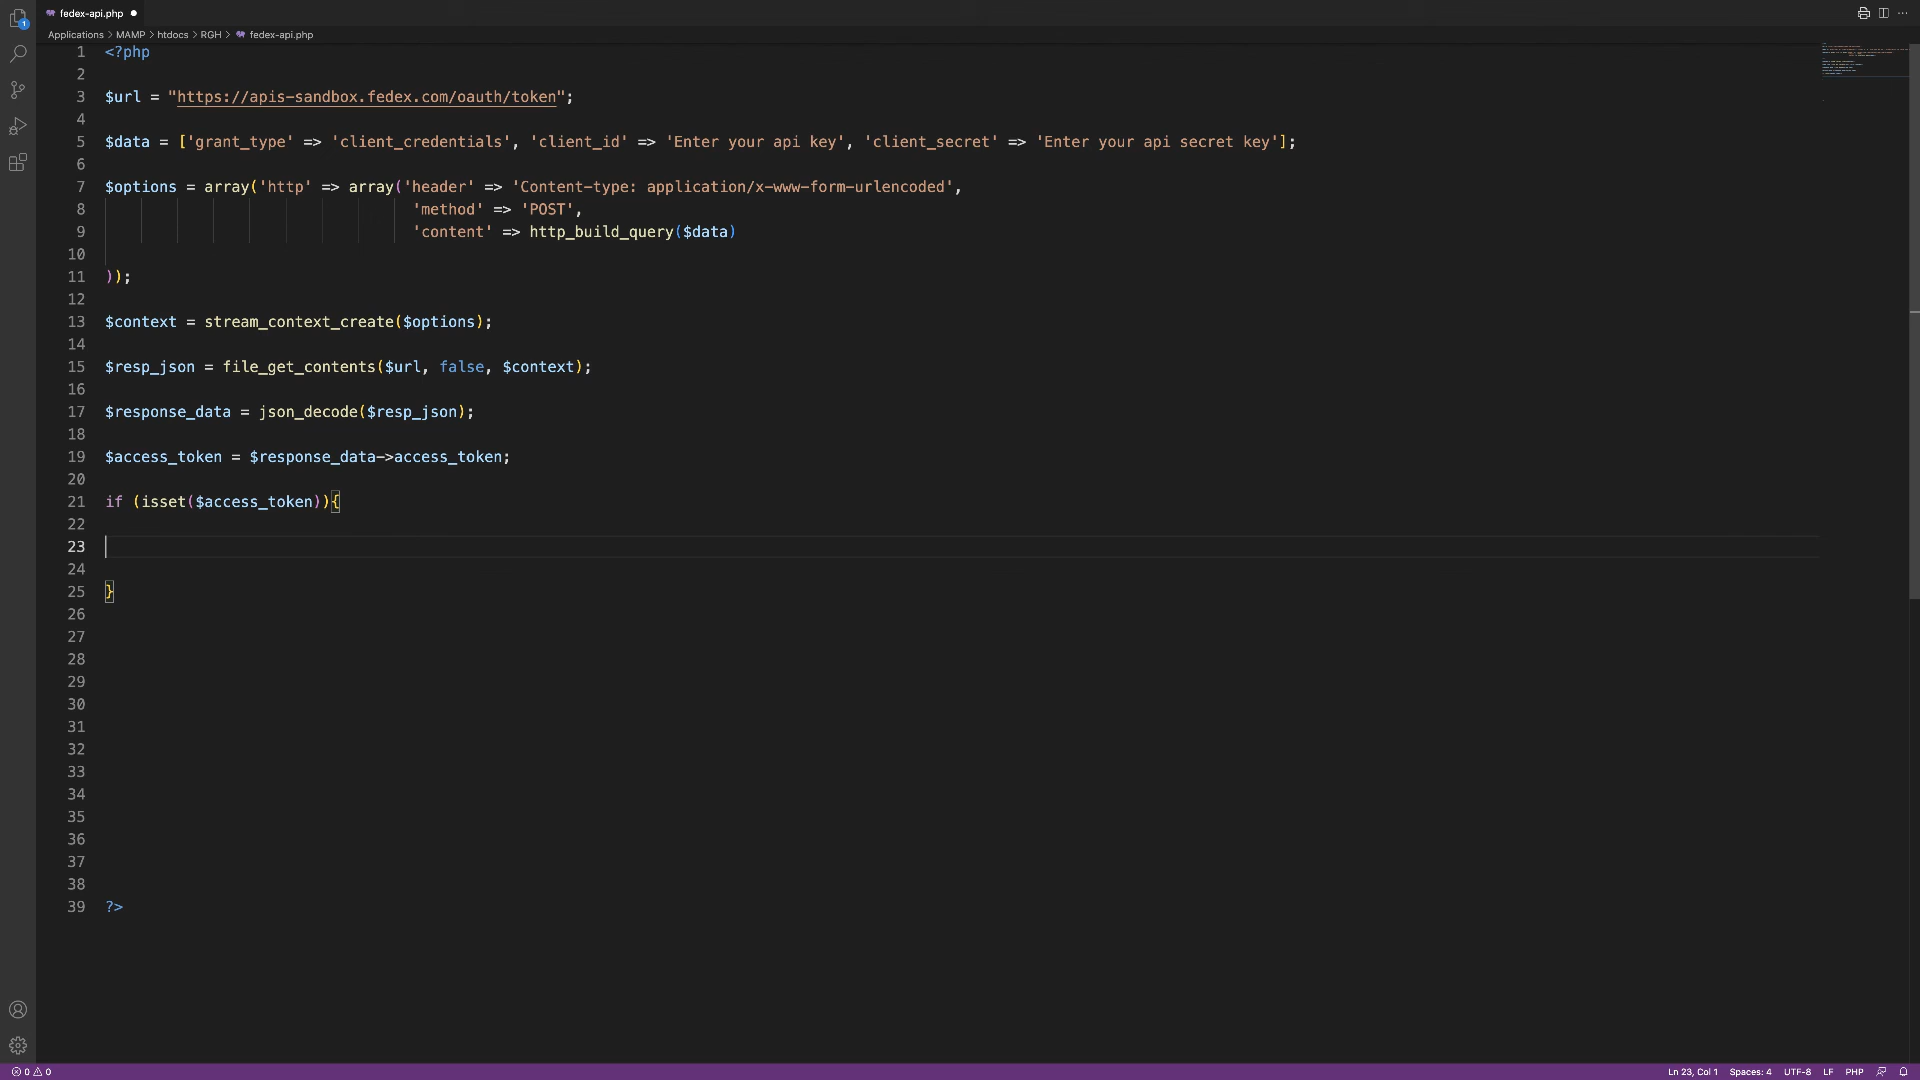 1
fedex-api.php
Applications > MAMP > htdocs > RGH > fedex-api.php
1 <?php
2
3 $url = "https://apis-sandbox.fedex.com/oauth/token";
4
5 $data = ['grant_type' => 'client_credentials', 'client_id' => 'Enter your api key', 'client_secret' => 'Enter your api secret key'];
6
7 $options = array('http' => array('header' => 'Content-type: application/x-www-form-urlencoded',
8 'method' => 'POST',
9 'content' => http_build_query($data)
10
11 ));
12
13 $context = stream_context_create($options);
14
15 $resp_json = file_get_contents($url, false, $context);
16
17 $response_data = json_decode($resp_json);
18
19 $access_token = $response_data->access_token;
20
21 if (isset($access_token)){
22
23
24
25 }
26
27
28
29
30
31
32
33
34
35
36
37
38
39 ?>
0 0 Ln 23, Col 1 Spaces: 4 UTF-8 LF PHP